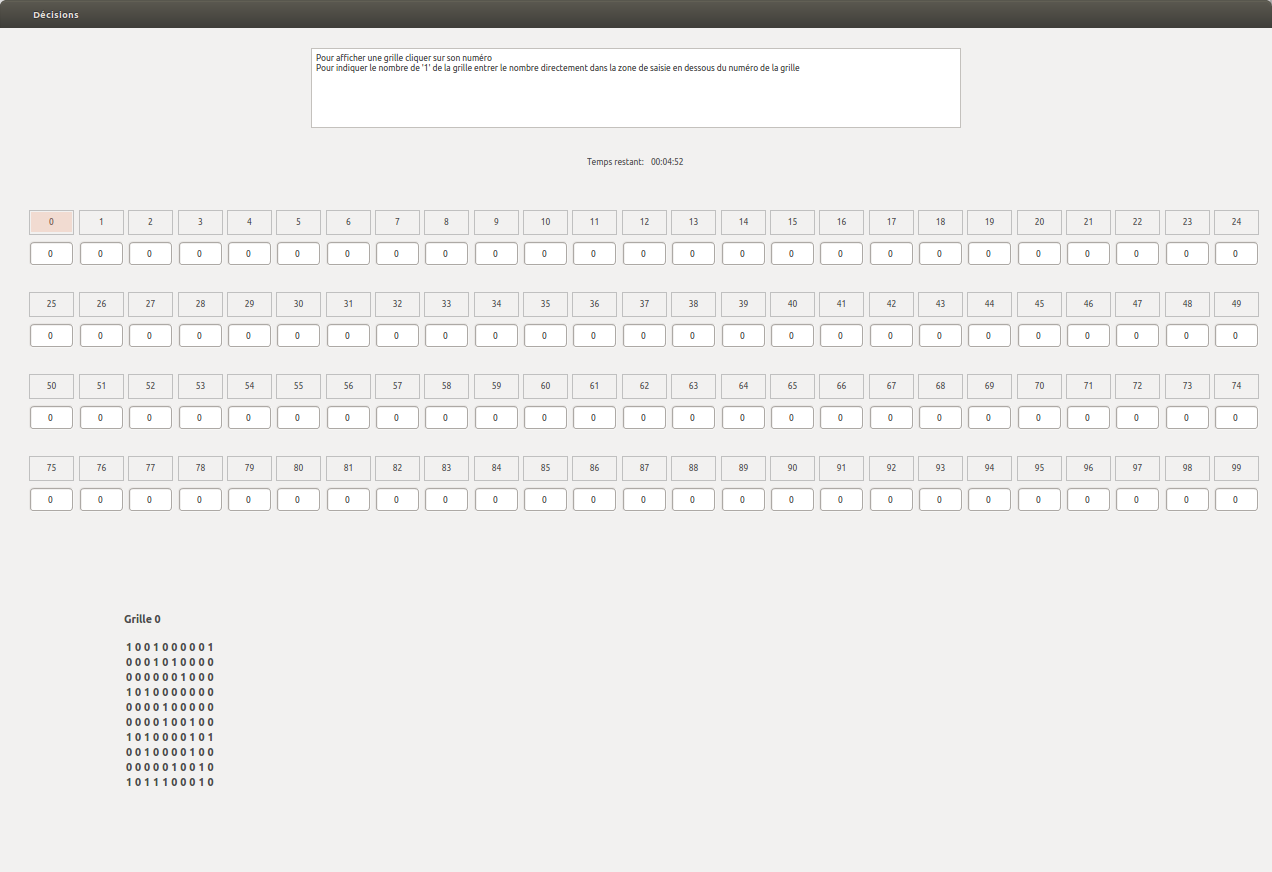 Décisions
Pour afficher une grille cliquer sur son numéro
Pour indiquer le nombre de '1' de la grille entrer le nombre directement dans la zone de saisie en dessous du numéro de la grille
Temps restant: 00:04:52
0 1 2 3 4 5 6 7 8 9 10 11 12 13 14 15 16 17 18 19 20 21 22 23 24
0 0 0 0 0 0 0 0 0 0 0 0 0 0 0 0 0 0 0 0 0 0 0 0 0
25 26 27 28 29 30 31 32 33 34 35 36 37 38 39 40 41 42 43 44 45 46 47 48 49
0 0 0 0 0 0 0 0 0 0 0 0 0 0 0 0 0 0 0 0 0 0 0 0 0
50 51 52 53 54 55 56 57 58 59 60 61 62 63 64 65 66 67 68 69 70 71 72 73 74
0 0 0 0 0 0 0 0 0 0 0 0 0 0 0 0 0 0 0 0 0 0 0 0 0
75 76 77 78 79 80 81 82 83 84 85 86 87 88 89 90 91 92 93 94 95 96 97 98 99
0 0 0 0 0 0 0 0 0 0 0 0 0 0 0 0 0 0 0 0 0 0 0 0 0
Grille 0
1 0 0 1 0 0 0 0 0 1
0 0 0 1 0 1 0 0 0 0
0 0 0 0 0 0 1 0 0 0
1 0 1 0 0 0 0 0 0 0
0 0 0 0 1 0 0 0 0 0
0 0 0 0 1 0 0 1 0 0
1 0 1 0 0 0 0 1 0 1
0 0 1 0 0 0 0 1 0 0
0 0 0 0 0 1 0 0 1 0
1 0 1 1 1 0 0 0 1 0